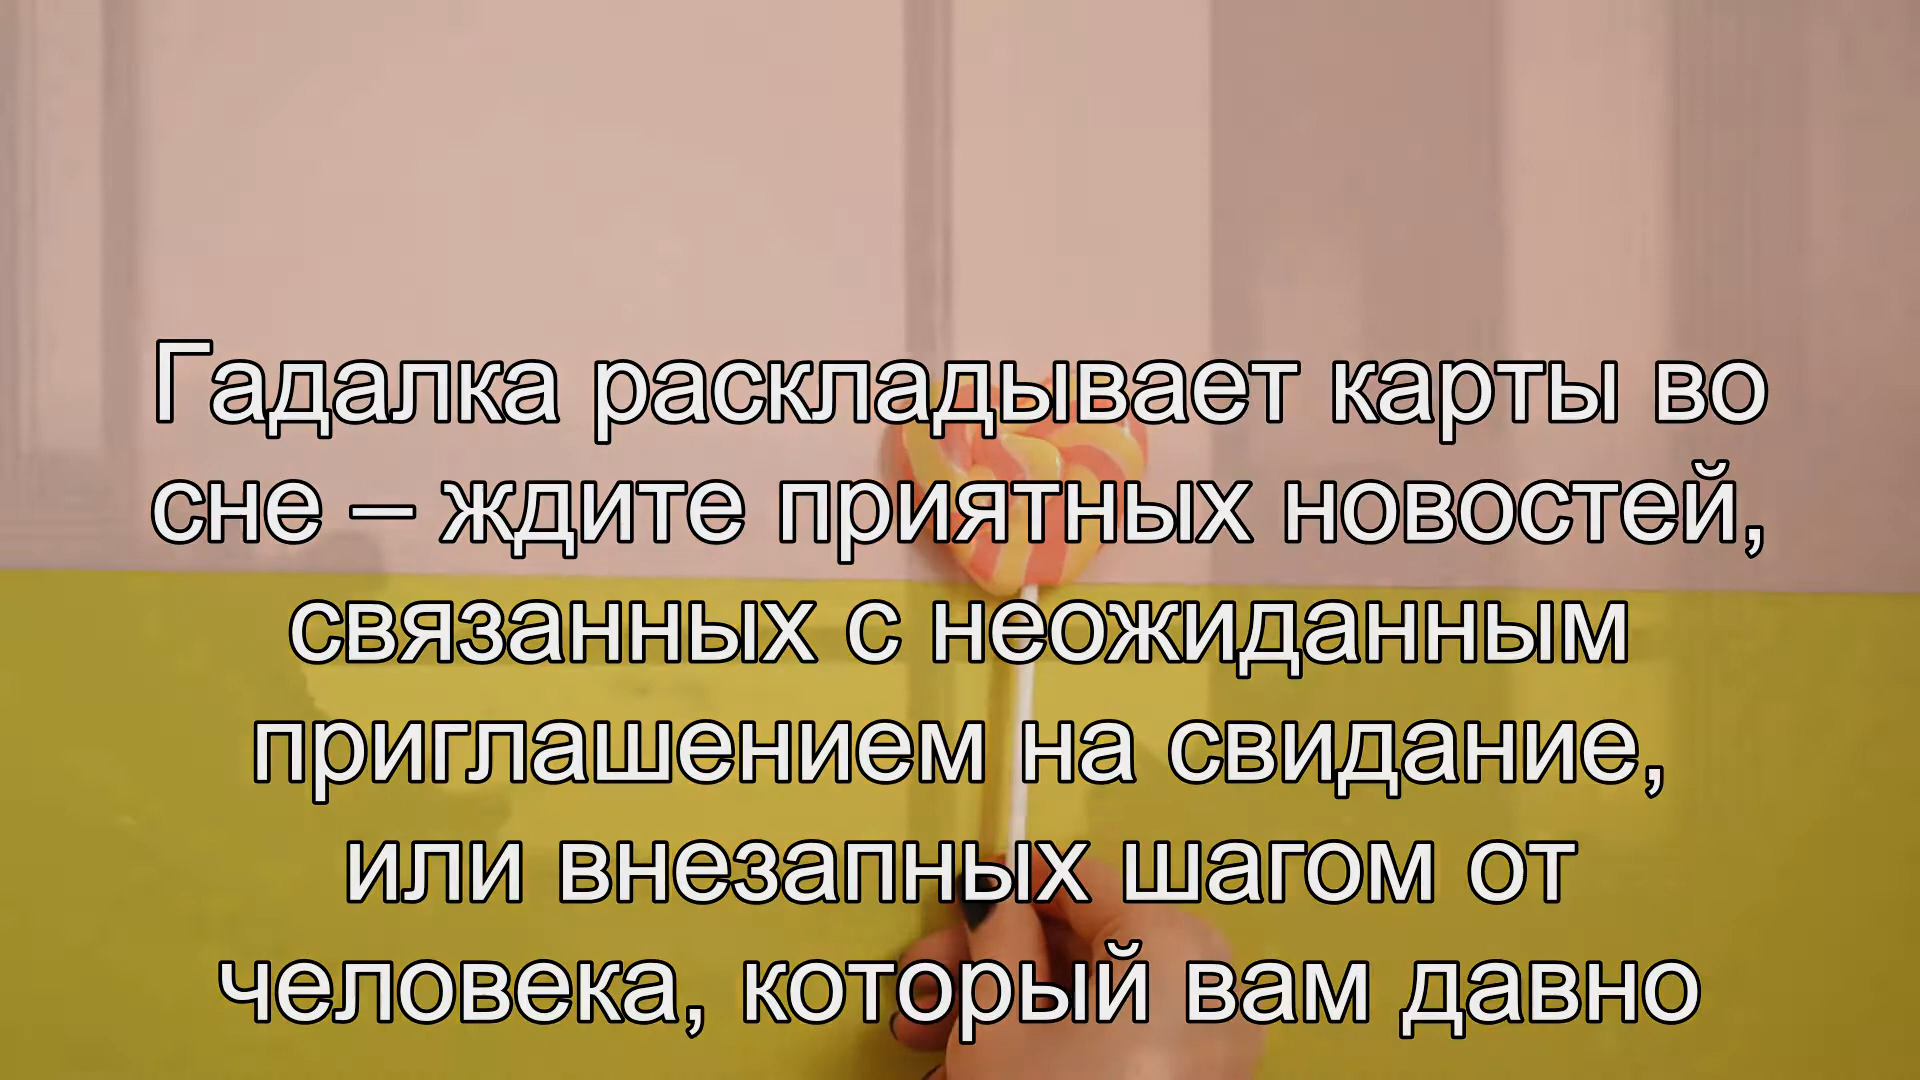 Гадалка раскладывает карты во
сне – ждите приятных новостей,
связанных с неожиданным
приглашением на свидание,
или внезапных шагом от
человека, который вам давно